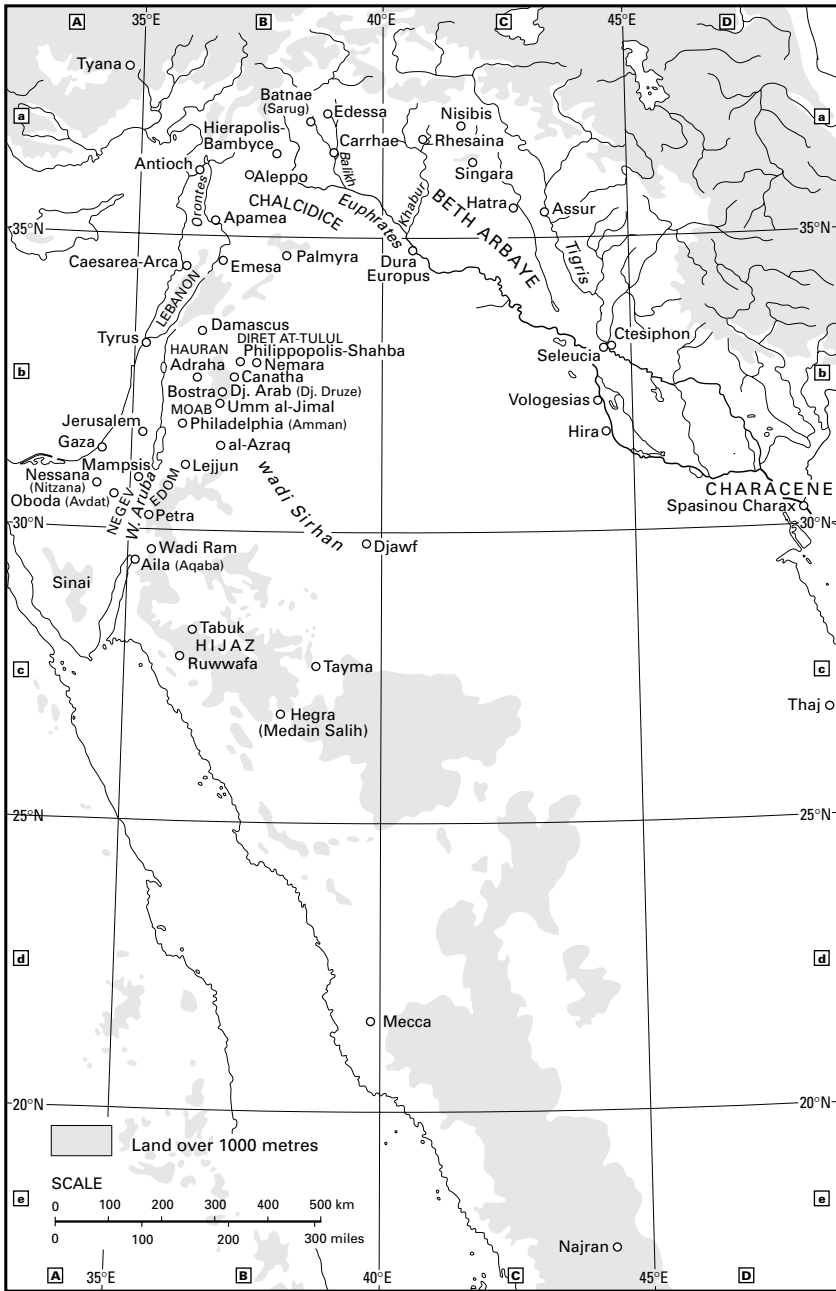 A 35°E B 40°E C 45°E D
Tyana
a a
Batnae
(Sarug)
Edessa
Nisibis
Hierapolis-
Bambyce
Carrhae
Rhesaina
Antioch
Balikh
Singara
Aleppo
Orontes
Khabur
Hatra
Assur
CHALCIDICE
Euphrates
BETH ARBAYE
Apamea
35°N 35°N
Tigris
Caesarea-Arca
Emesa
Palmyra
Dura
Europus
LEBANON
Damascus
Tyrus
DIRET AT-TULUL
Ctesiphon
HAURAN
Philippopolis-Shahba
Seleucia
Adraha
Nemara
b b
Canatha
Bostra
Dj. Arab (Dj. Druze)
Vologesias
MOAB
Umm al-Jimal
Jerusalem
Philadelphia (Amman)
Hira
Gaza
al-Azraq
Mampsis
Lejjun
Nessana
(Nitzana)
wadi Sirhan
Oboda (Avdat)
NEGEV
W. Aruba
EDOM
CHARACENE
Spasinou Charax
Petra
30°N 30°N
Wadi Ram
Djawf
Aila (Aqaba)
Sinai
Tabuk
HIJAZ
Ruwwafa
Tayma
c c
Thaj
Hegra
(Medain Salih)
25°N 25°N
d d
Mecca
20°N 20°N
Land over 1000 metres
SCALE
e e
0 100 200 300 400 500 km
0 100 200 300 miles
Najran
A 35°E B 40°E C 45°E D